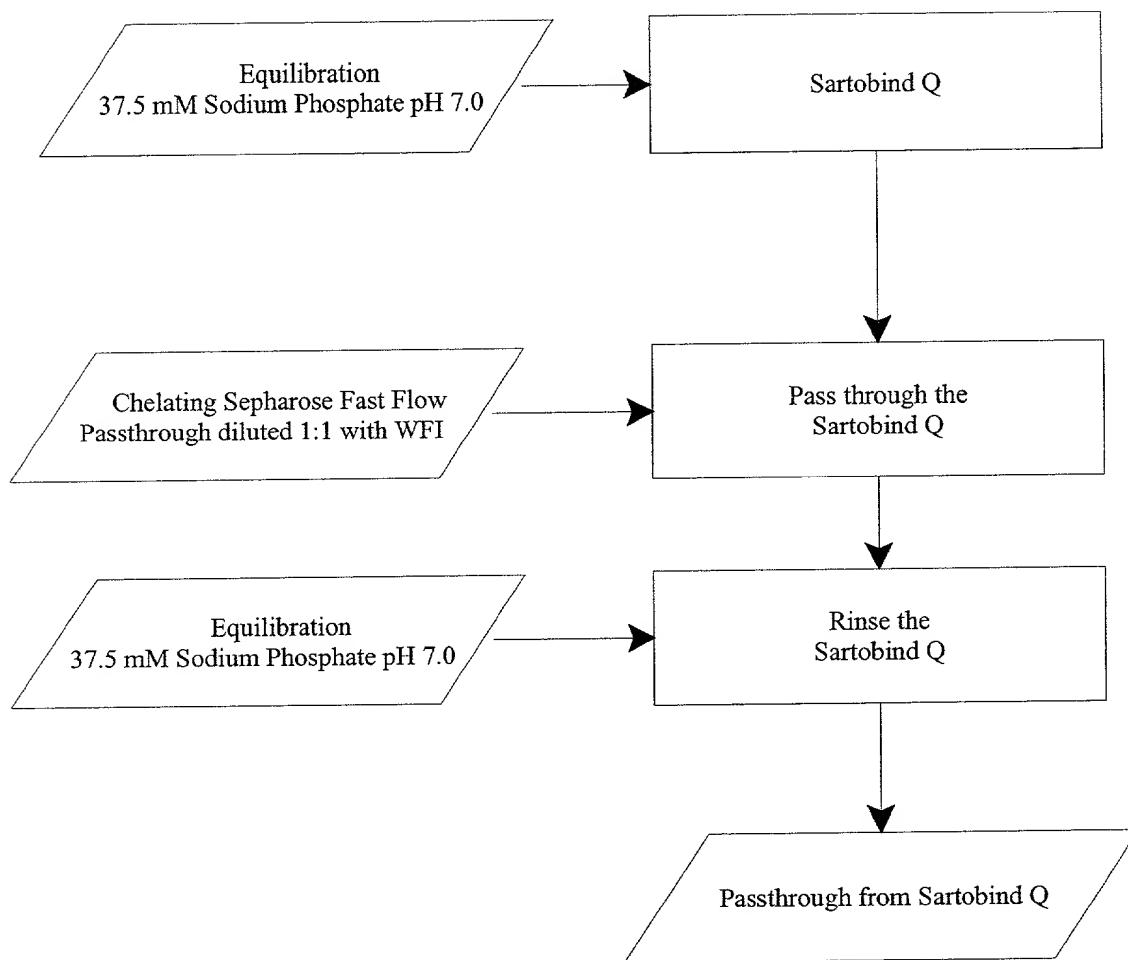 Equilibration
37.5 mM Sodium Phosphate pH 7.0
Sartobind Q
Chelating Sepharose Fast Flow
Passthrough diluted 1:1 with WFI
Pass through the
Sartobind Q
Equilibration
37.5 mM Sodium Phosphate pH 7.0
Rinse the
Sartobind Q
Passthrough from Sartobind Q